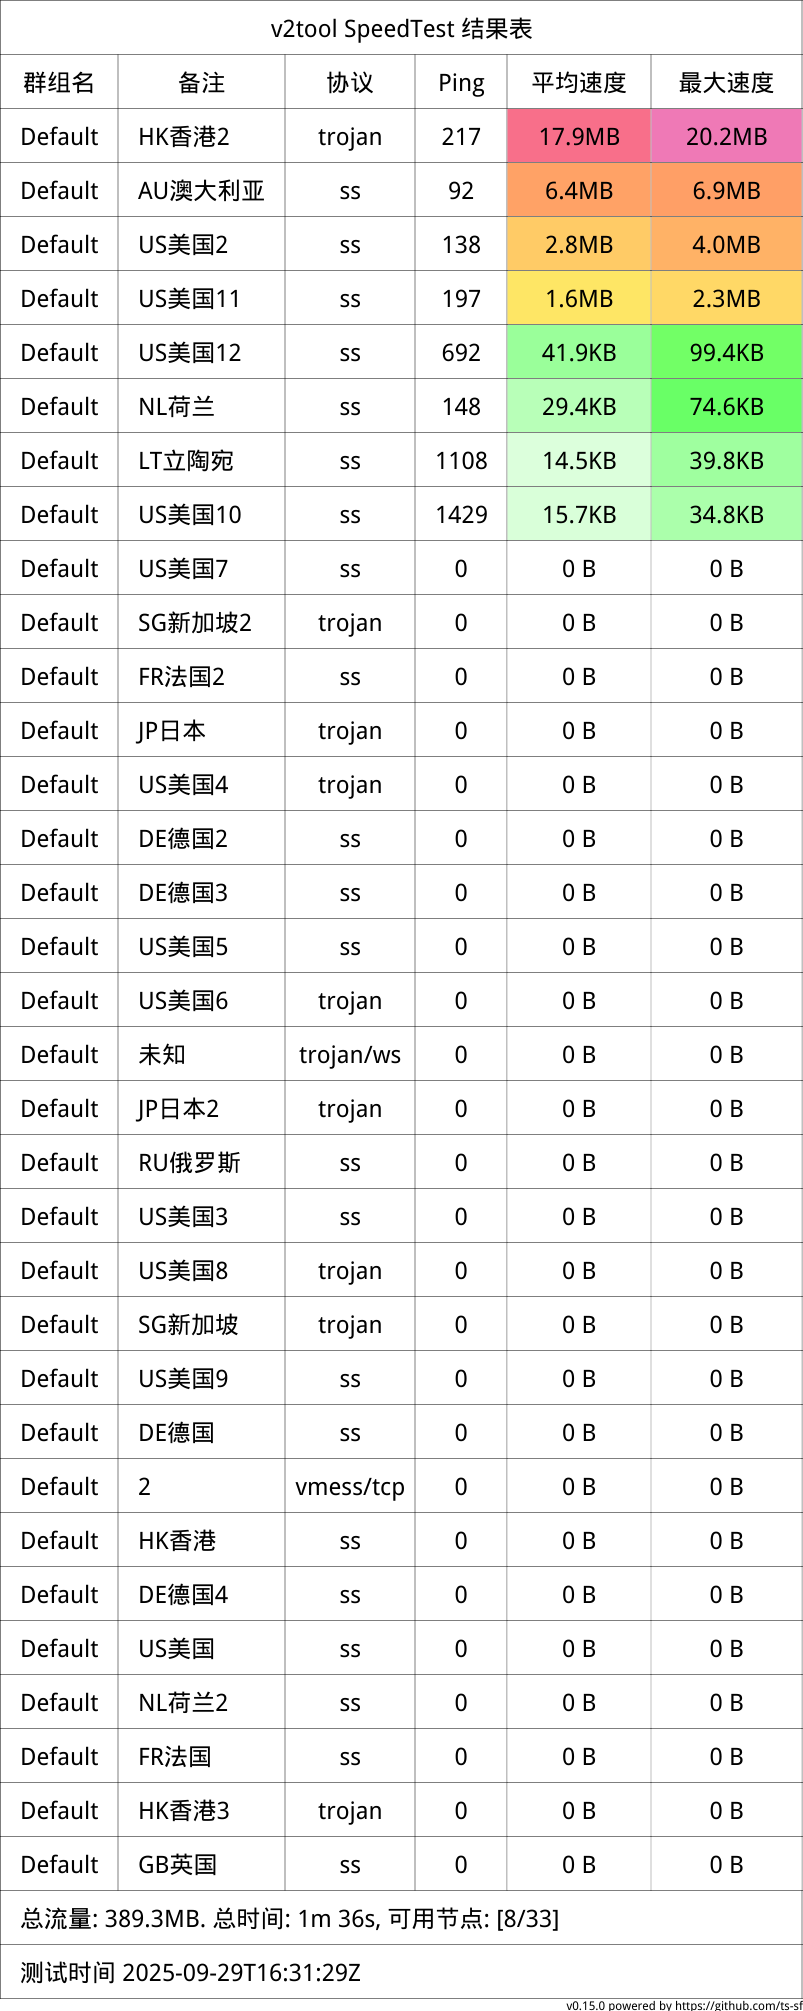 v2tool SpeedTest 结果表
群组名 备注 协议 Ping 平均速度 最大速度
Default HK香港2 trojan 217 17.9MB 20.2MB
Default AU澳大利亚 ss 92 6.4MB 6.9MB
Default US美国2 ss 138 2.8MB 4.0MB
Default US美国11 ss 197 1.6MB 2.3MB
Default US美国12 ss 692 41.9KB 99.4KB
Default NL荷兰 ss 148 29.4KB 74.6KB
Default LT立陶宛 ss 1108 14.5KB 39.8KB
Default US美国10 ss 1429 15.7KB 34.8KB
Default US美国7 ss 0 0 B 0 B
Default SG新加坡2 trojan 0 0 B 0 B
Default FR法国2 ss 0 0 B 0 B
Default JP日本 trojan 0 0 B 0 B
Default US美国4 trojan 0 0 B 0 B
Default DE德国2 ss 0 0 B 0 B
Default DE德国3 ss 0 0 B 0 B
Default US美国5 ss 0 0 B 0 B
Default US美国6 trojan 0 0 B 0 B
Default 未知 trojan/ws 0 0 B 0 B
Default JP日本2 trojan 0 0 B 0 B
Default RU俄罗斯 ss 0 0 B 0 B
Default US美国3 ss 0 0 B 0 B
Default US美国8 trojan 0 0 B 0 B
Default SG新加坡 trojan 0 0 B 0 B
Default US美国9 ss 0 0 B 0 B
Default DE德国 ss 0 0 B 0 B
Default 2 vmess/tcp 0 0 B 0 B
Default HK香港 ss 0 0 B 0 B
Default DE德国4 ss 0 0 B 0 B
Default US美国 ss 0 0 B 0 B
Default NL荷兰2 ss 0 0 B 0 B
Default FR法国 ss 0 0 B 0 B
Default HK香港3 trojan 0 0 B 0 B
Default GB英国 ss 0 0 B 0 B
总流量: 389.3MB. 总时间: 1m 36s, 可用节点: [8/33]
测试时间 2025-09-29T16:31:29Z
v0.15.0 powered by https://github.com/ts-sf